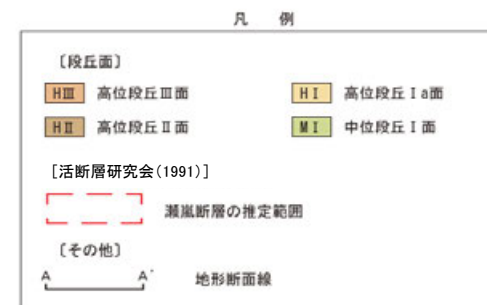 凡 例
〔段丘面〕
HⅢ 高位段丘Ⅲ面 HⅠ 高位段丘Ⅰa面
HⅡ 高位段丘Ⅱ面 MⅠ 中位段丘Ⅰ面
[活断層研究会(1991)]
瀬嵐断層の推定範囲
〔その他〕
A A' 地形断面線